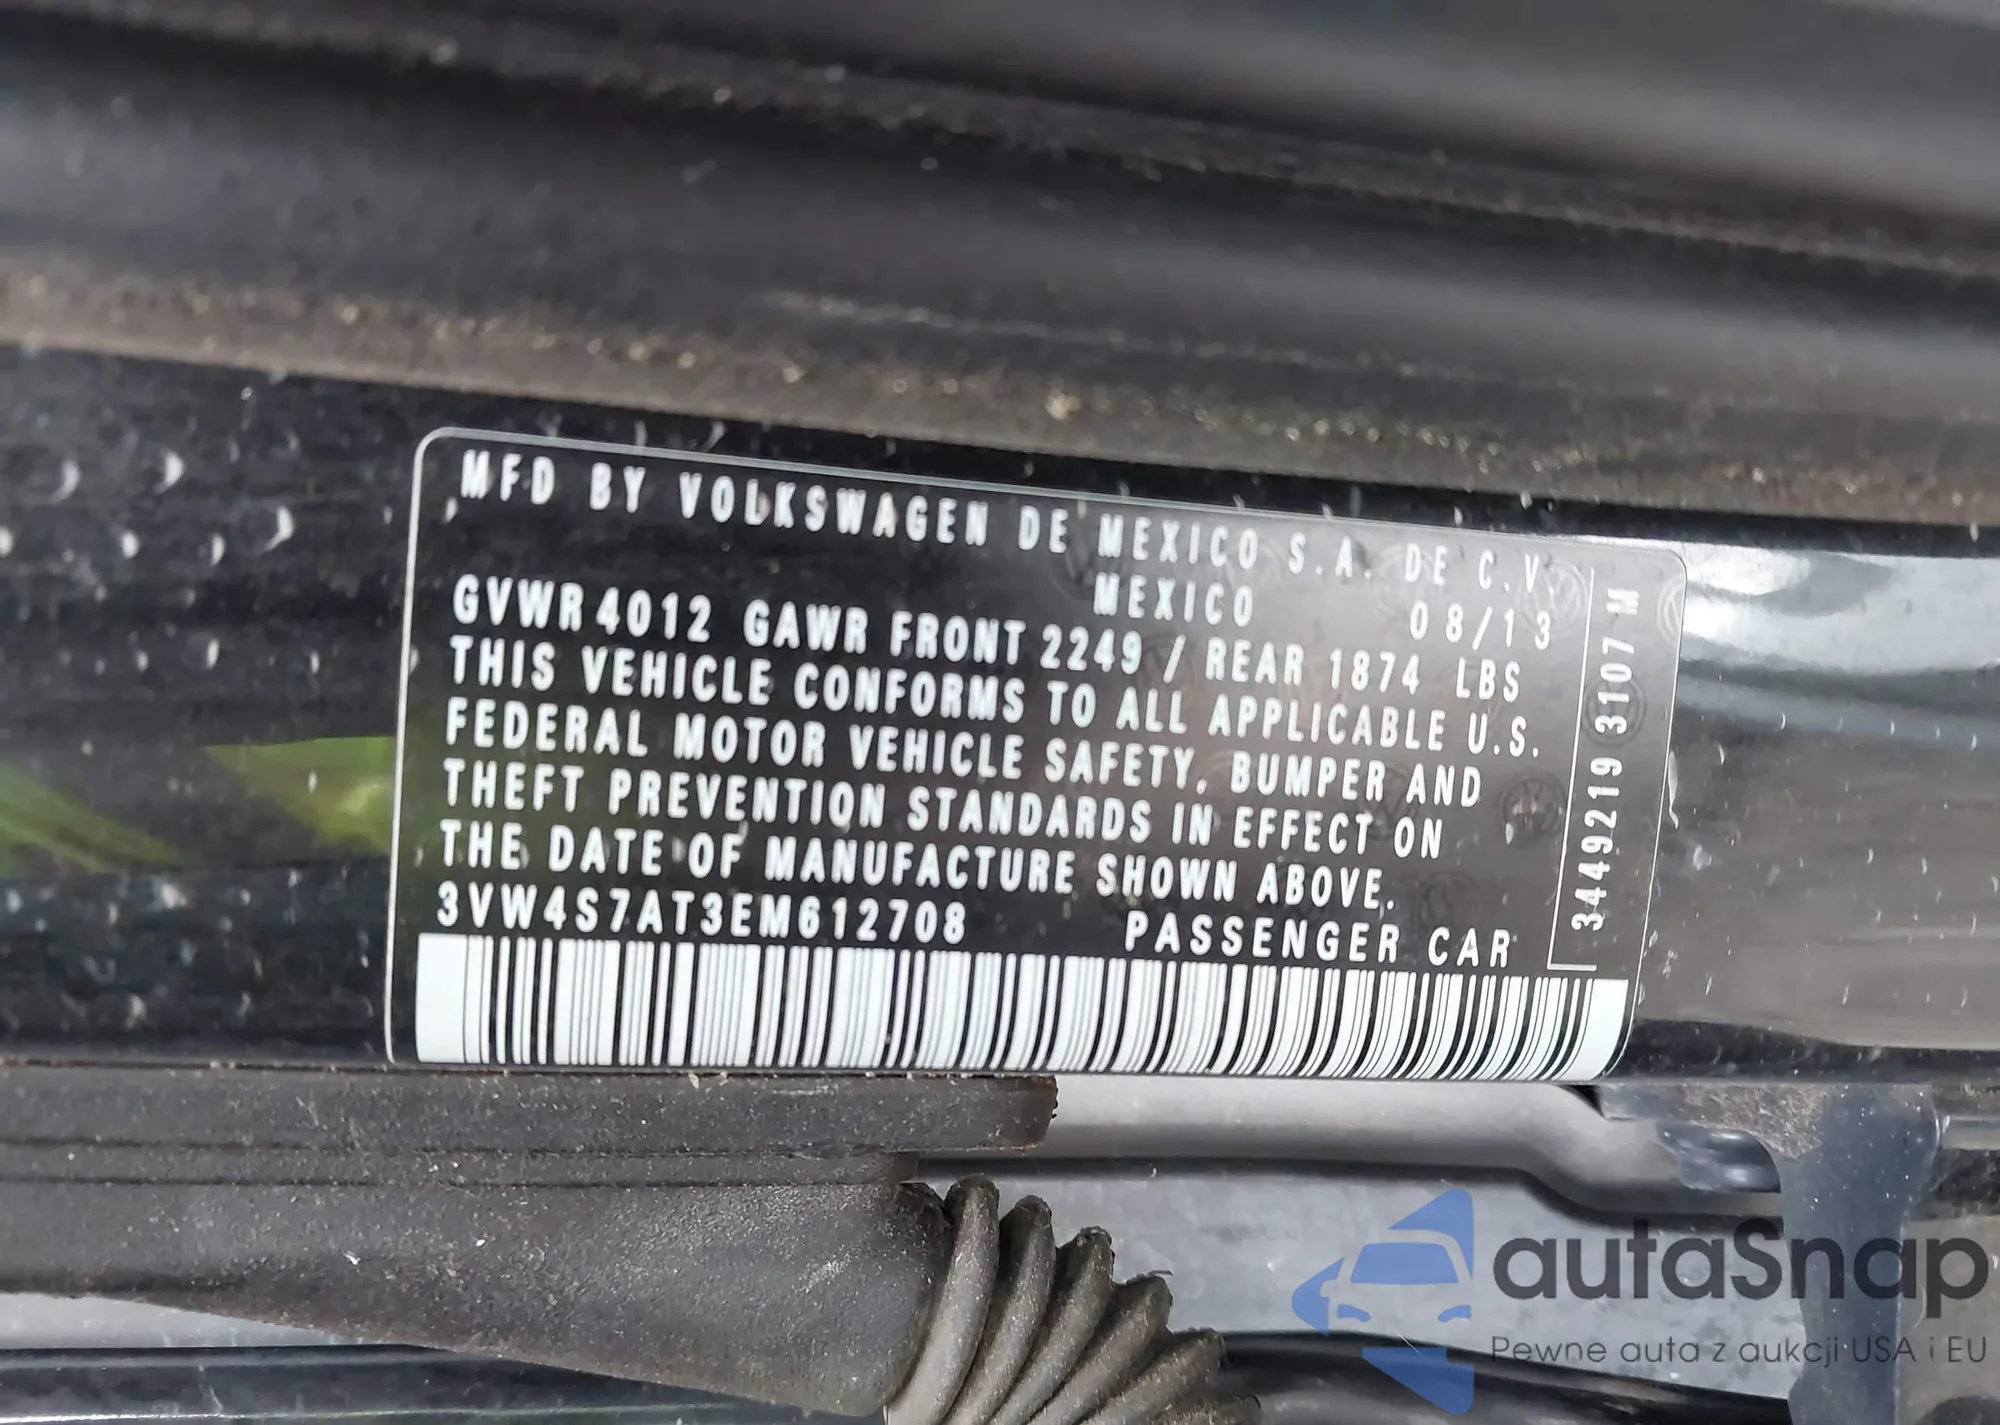 MFD BY VOLKSWAGEN DE MEXICO S.A. DE C.V.
MEXICO 08/13
GVWR 4012 GAWR FRONT 2249 / REAR 1874 LBS
THIS VEHICLE CONFORMS TO ALL APPLICABLE U.S.
FEDERAL MOTOR VEHICLE SAFETY, BUMPER AND
THEFT PREVENTION STANDARDS IN EFFECT ON
THE DATE OF MANUFACTURE SHOWN ABOVE.
3VW4S7AT3EM612708 PASSENGER CAR
34492219 3107 M
autaSnap
Pewne auta z aukcji USA i EU